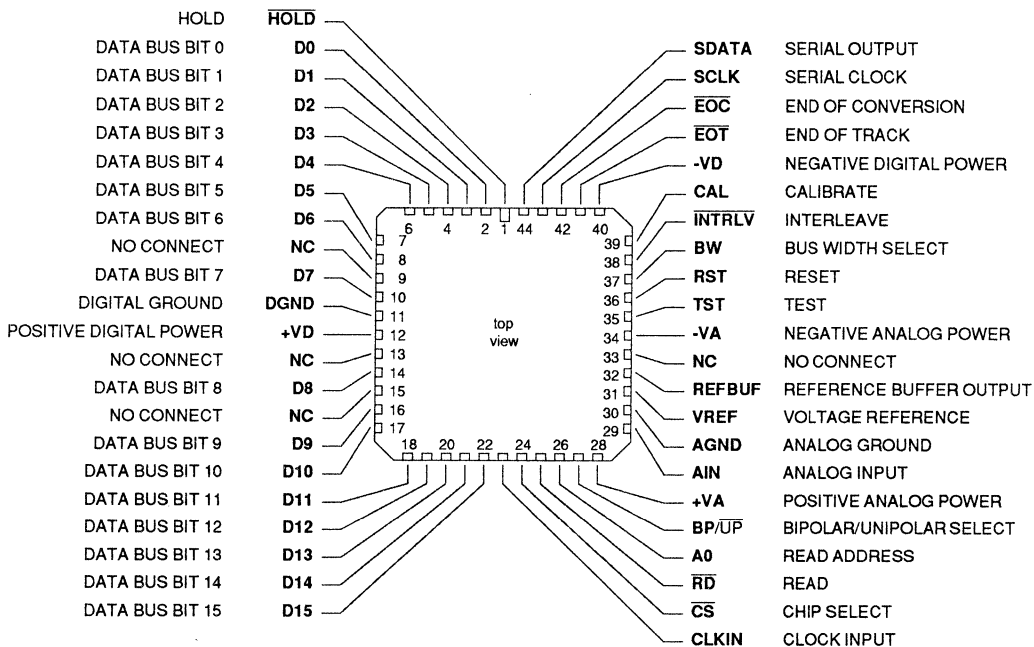 HOLD HOLD
DATA BUS BIT 0 D0
DATA BUS BIT 1 D1
DATA BUS BIT 2 D2
DATA BUS BIT 3 D3
DATA BUS BIT 4 D4
DATA BUS BIT 5 D5
DATA BUS BIT 6 D6
NO CONNECT NC
DATA BUS BIT 7 D7
DIGITAL GROUND DGND
POSITIVE DIGITAL POWER +VD
NO CONNECT NC
DATA BUS BIT 8 D8
NO CONNECT NC
DATA BUS BIT 9 D9
DATA BUS BIT 10 D10
DATA BUS BIT 11 D11
DATA BUS BIT 12 D12
DATA BUS BIT 13 D13
DATA BUS BIT 14 D14
DATA BUS BIT 15 D15
6 4 2 1 44 42 40
7
8
9
10
11
12
13
14
15
16
17
top
view
18 20 22 24 26 28
39
38
37
36
35
34
33
32
31
30
29
SDATA SERIAL OUTPUT
SCLK SERIAL CLOCK
EOC END OF CONVERSION
EOT END OF TRACK
-VD NEGATIVE DIGITAL POWER
CAL CALIBRATE
INTRLV INTERLEAVE
BW BUS WIDTH SELECT
RST RESET
TST TEST
-VA NEGATIVE ANALOG POWER
NC NO CONNECT
REFBUF REFERENCE BUFFER OUTPUT
VREF VOLTAGE REFERENCE
AGND ANALOG GROUND
AIN ANALOG INPUT
+VA POSITIVE ANALOG POWER
BP/UP BIPOLAR/UNIPOLAR SELECT
A0 READ ADDRESS
RD READ
CS CHIP SELECT
CLKIN CLOCK INPUT